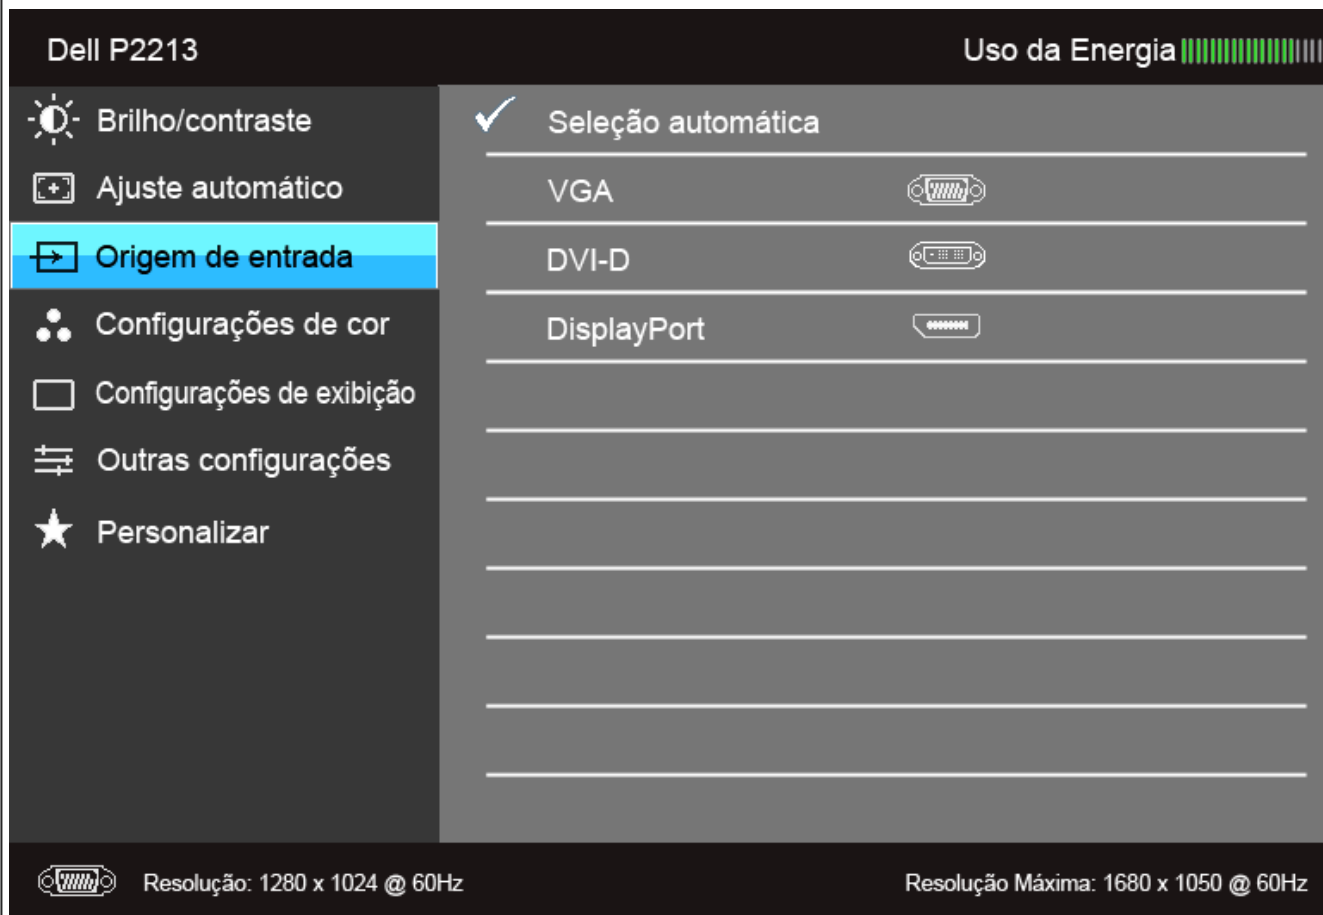 Dell P2213
Uso da Energia
Brilho/contraste
Ajuste automático
Origem de entrada
Configurações de cor
Configurações de exibição
Outras configurações
Personalizar
Seleção automática
VGA
DVI-D
DisplayPort
Resolução: 1280 x 1024 @ 60Hz
Resolução Máxima: 1680 x 1050 @ 60Hz